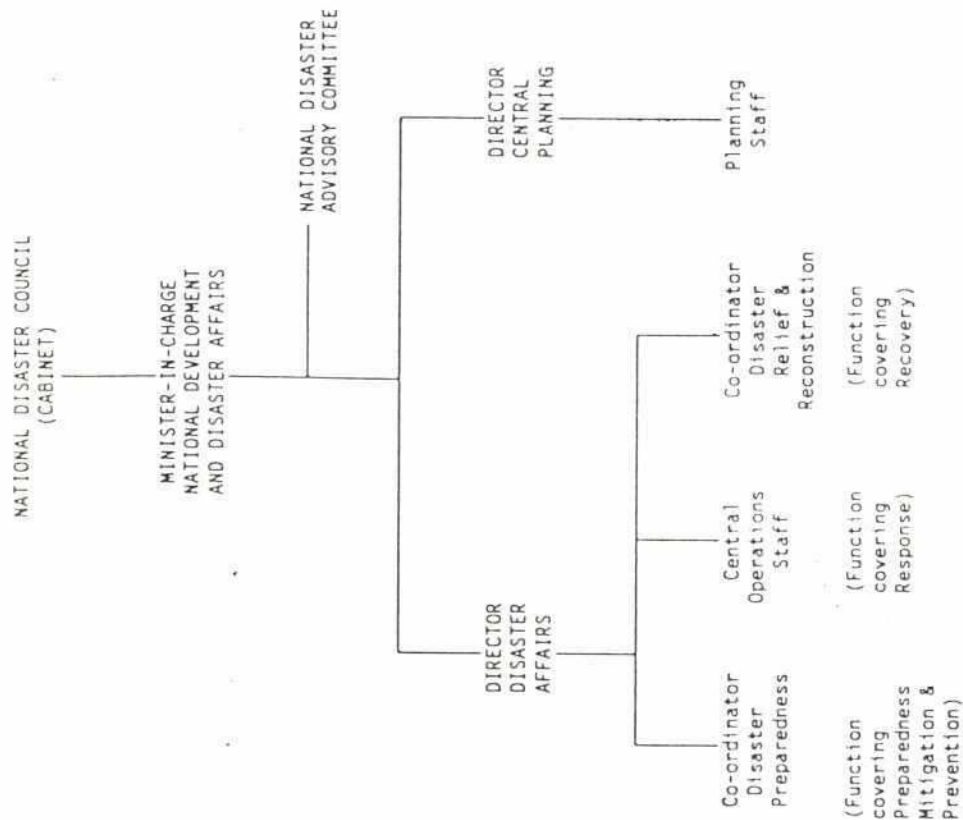 NATIONAL DISASTER COUNCIL
(CABINET)
MINISTER-IN-CHARGE
NATIONAL DEVELOPMENT
AND DISASTER AFFAIRS
NATIONAL DISASTER
ADVISORY COMMITTEE
DIRECTOR
DISASTER
AFFAIRS
DIRECTOR
CENTRAL
PLANNING
Co-ordinator
Disaster
Preparedness
(Function
covering
Preparedness
Mitigation &
Prevention)
Central
Operations
Staff
(Function
covering
Response)
Co-ordinator
Disaster
Relief &
Reconstruction
(Function
covering
Recovery)
Planning
Staff